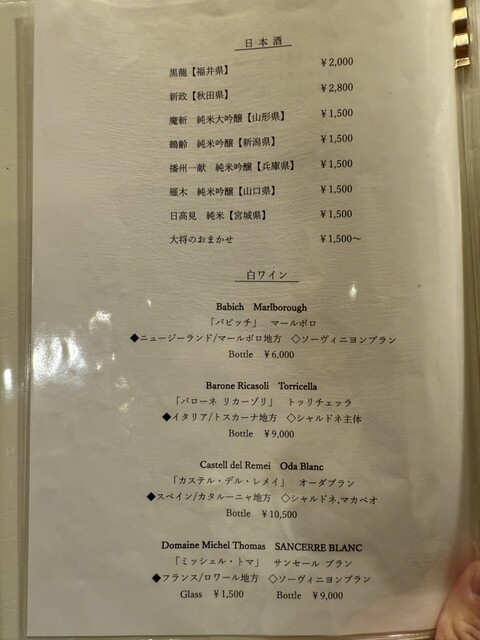 日本酒
黒龍【福井県】 ￥2,000
新政【秋田県】 ￥2,800
魔斬 純米大吟醸【山形県】 ￥1,500
鶴齢 純米吟醸【新潟県】 ￥1,500
播州一献 純米吟醸【兵庫県】 ￥1,500
雁木 純米吟醸【山口県】 ￥1,500
日高見 純米【宮城県】 ￥1,500
大将のおまかせ ￥1,500～
白ワイン
Babich Marlborough
「バビッチ」 マールボロ
◆ニュージーランド/マールボロ地方 ◇ソーヴィニヨンブラン
Bottle ￥6,000
Barone Ricasoli Torricella
「バローネ リカーゾリ」 トッリチェッラ
◆イタリア/トスカーナ地方 ◇シャルドネ主体
Bottle ￥9,000
Castell del Remei Oda Blanc
「カステル・デル・レメイ」 オーダブラン
◆スペイン/カタルーニャ地方 ◇シャルドネ,マカベオ
Bottle ￥10,500
Domaine Michel Thomas SANCERRE BLANC
「ミッシェル・トマ」 サンセール ブラン
◆フランス/ロワール地方 ◇ソーヴィニヨンブラン
Glass ￥1,500 Bottle ￥9,000